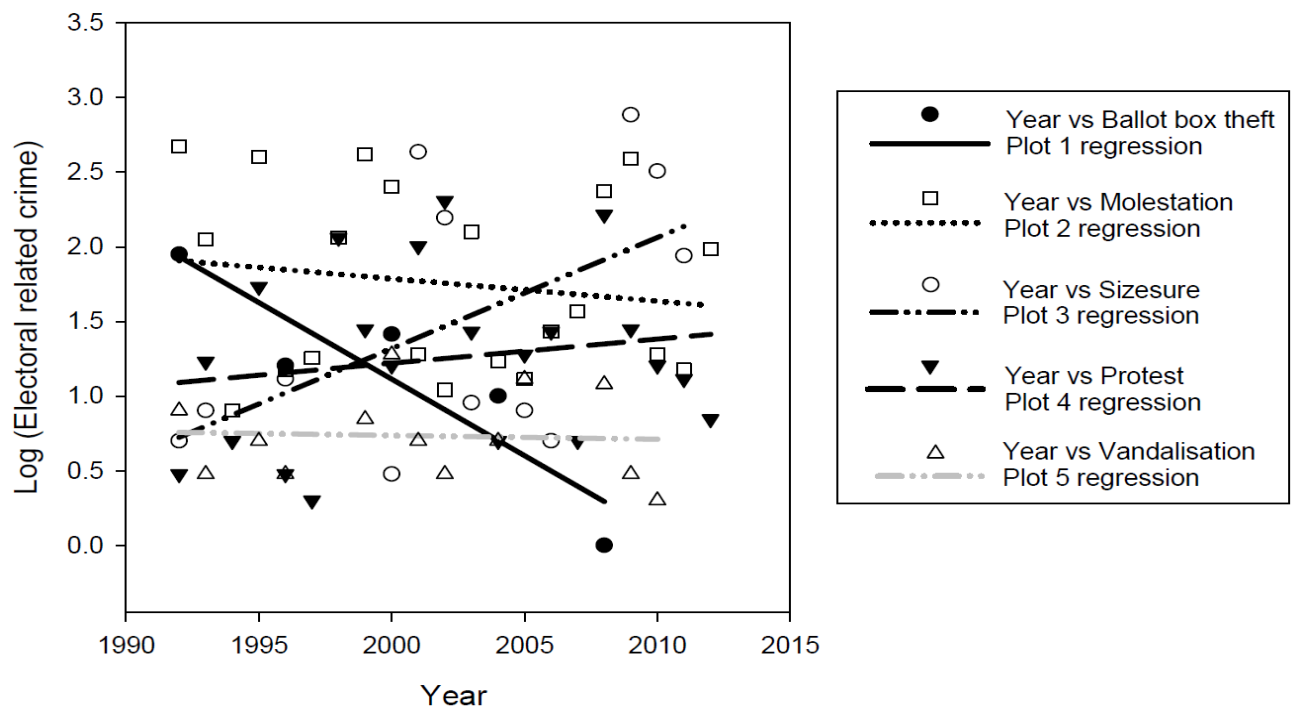 3.5
3.0
2.5
2.0
1.5
1.0
0.5
0.0
Log (Electoral related crime)
1990
1995
2000
2005
2010
2015
Year
Year vs Ballot box theft
Plot 1 regression
Year vs Molestation
Plot 2 regression
Year vs Sizesure
Plot 3 regression
Year vs Protest
Plot 4 regression
Year vs Vandalisation
Plot 5 regression